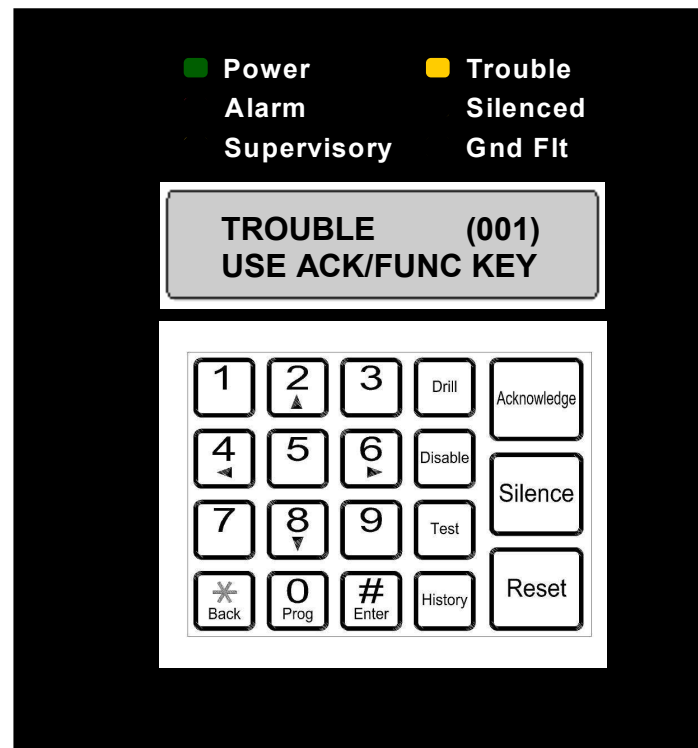 Power Trouble
Alarm Silenced
Supervisory Gnd Flt
TROUBLE (001)
USE ACK/FUNC KEY
1 2 3 Drill Acknowledge
4 5 6 Disable
Silence
7 8 9 Test
* 0 # History Reset
Back Prog Enter